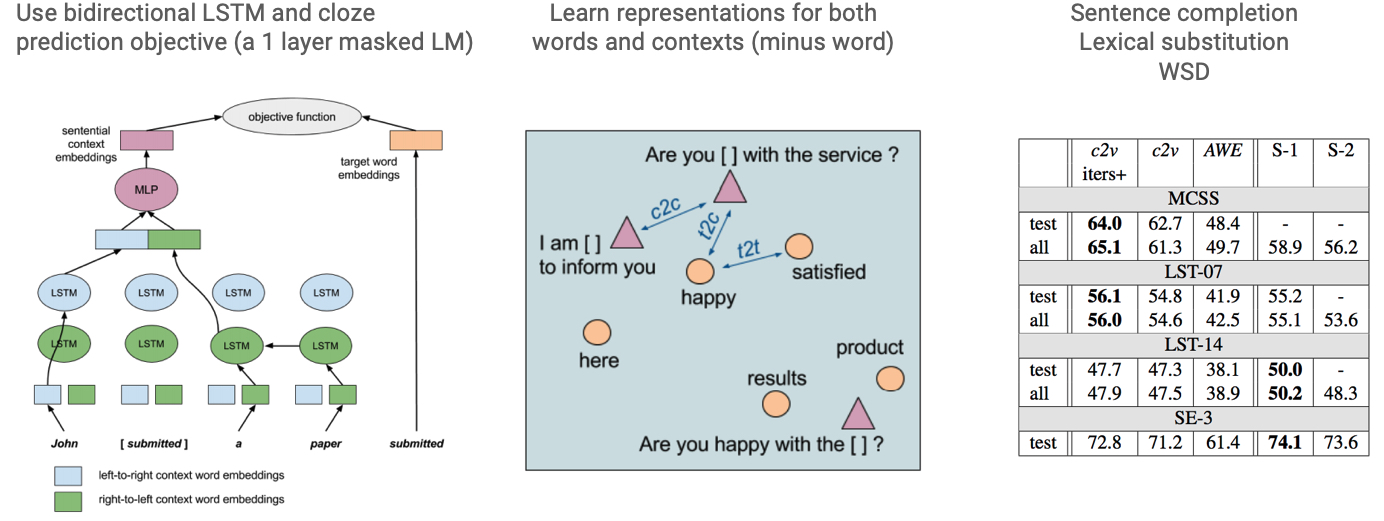 Use bidirectional LSTM and cloze
prediction objective (a 1 layer masked LM)
sentential
context
embeddings
objective function
target word
embeddings
MLP
LSTM LSTM LSTM LSTM
LSTM LSTM LSTM LSTM
John [ submitted ] a paper submitted
left-to-right context word embeddings
right-to-left context word embeddings
Learn representations for both
words and contexts (minus word)
Are you [ ] with the service ?
c2c
t2c
I am [ ]
to inform you
t2t
satisfied
happy
here
product
results
Are you happy with the [ ] ?
Sentence completion
Lexical substitution
WSD
c2v c2v AWE S-1 S-2
iters+
MCSS
test 64.0 62.7 48.4 - -
all 65.1 61.3 49.7 58.9 56.2
LST-07
test 56.1 54.8 41.9 55.2 -
all 56.0 54.6 42.5 55.1 53.6
LST-14
test 47.7 47.3 38.1 50.0 -
all 47.9 47.5 38.9 50.2 48.3
SE-3
test 72.8 71.2 61.4 74.1 73.6